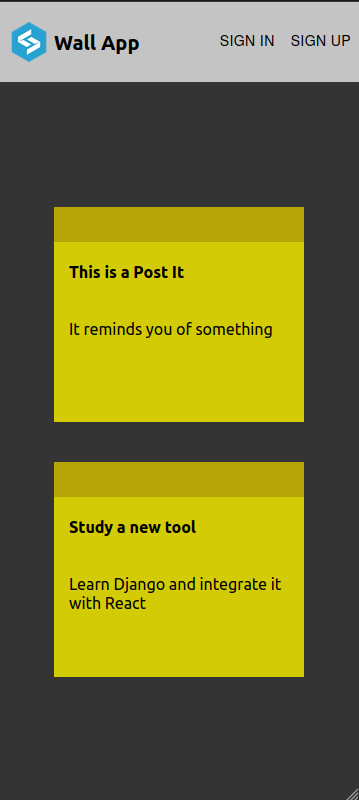 Wall App
SIGN IN
SIGN UP
This is a Post It
It reminds you of something
Study a new tool
Learn Django and integrate it
with React